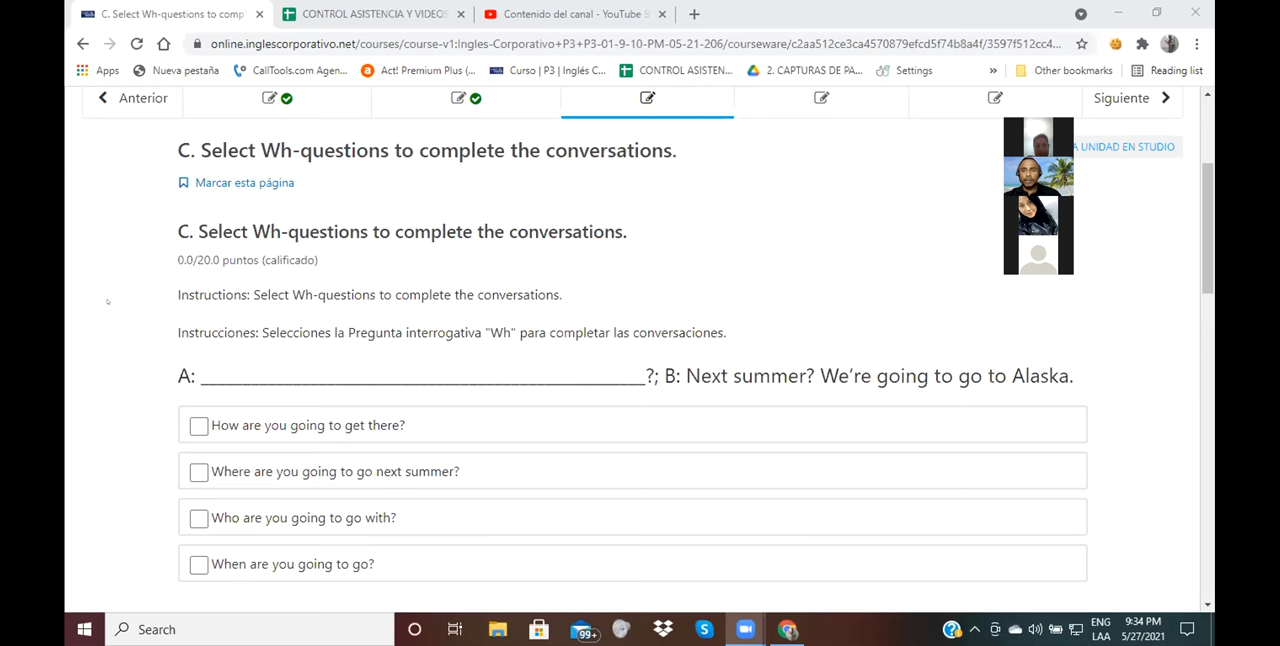 C. Select Wh-questions to comp
CONTROL ASISTENCIA Y VIDEOS
Contenido del canal - YouTube S
online.inglescorporativo.net/courses/course-v1:Ingles-Corporativo+P3+P3-01-9-10-PM-05-21-206/courseware/c2aa512ce3ca4570879efcd5f74b8a4f/3597f512cc4...
Apps
Nueva pestaña
CallTools.com Agen...
Act! Premium Plus (...
Curso | P3 | Inglés C...
CONTROL ASISTEN...
2. CAPTURAS DE PA...
Settings
»
Other bookmarks
Reading list
Anterior
Siguiente
C. Select Wh-questions to complete the conversations.
A UNIDAD EN STUDIO
Marcar esta página
C. Select Wh-questions to complete the conversations.
0.0/20.0 puntos (calificado)
Instructions: Select Wh-questions to complete the conversations.
Instrucciones: Selecciones la Pregunta interrogativa "Wh" para completar las conversaciones.
A: ________________________________________?; B: Next summer? We’re going to go to Alaska.
How are you going to get there?
Where are you going to go next summer?
Who are you going to go with?
When are you going to go?
Search
99+
ENG
LAA
9:34 PM
5/27/2021